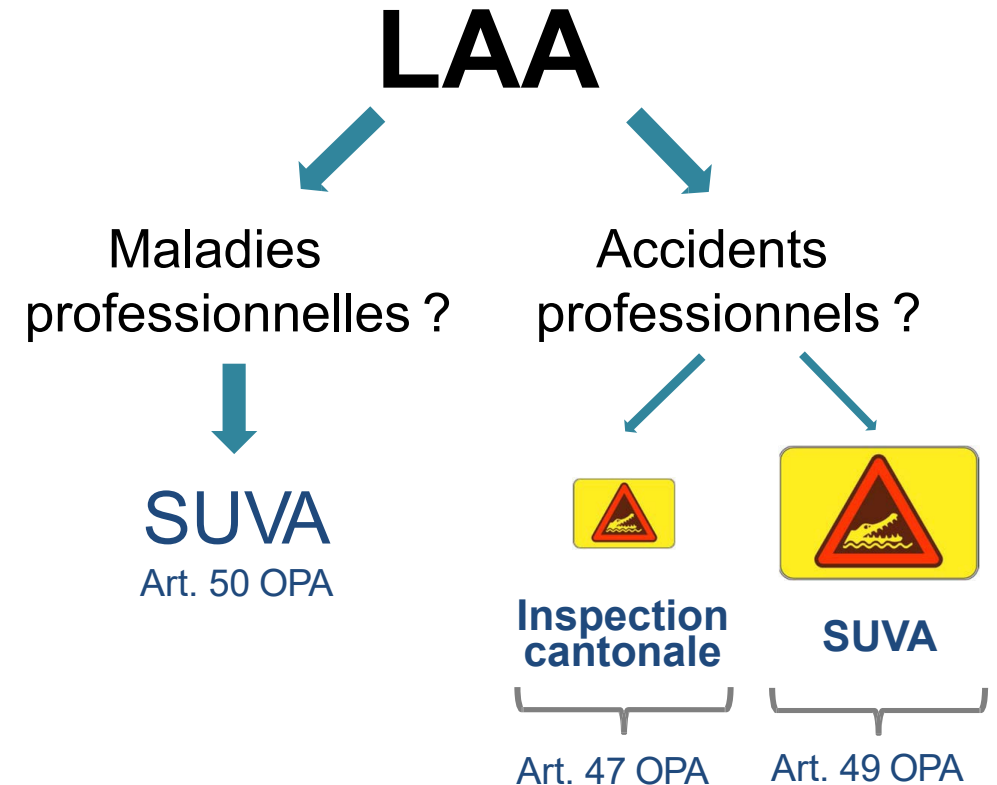 LAA
Maladies
professionnelles ?
Accidents
professionnels ?
SUVA
Art. 50 OPA
Inspection
cantonale
SUVA
Art. 47 OPA
Art. 49 OPA